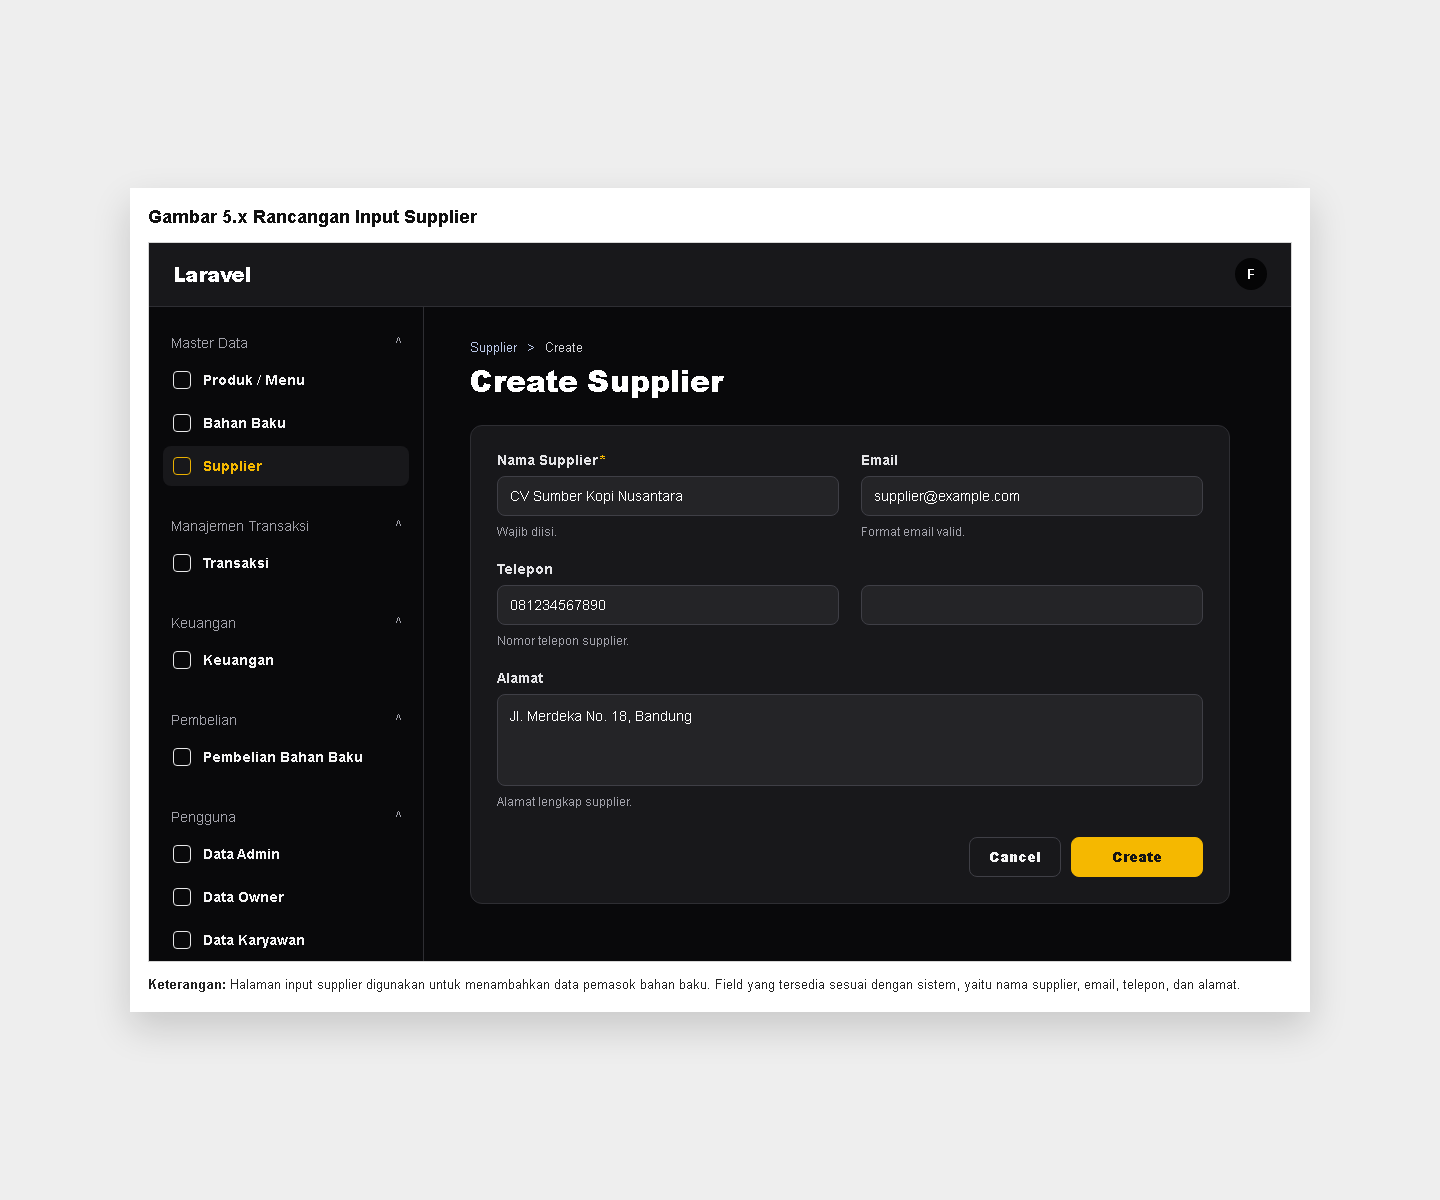 Gambar 5.x Rancangan Input Supplier
Laravel
F
Master Data ^
Produk / Menu
Bahan Baku
Supplier
Manajemen Transaksi ^
Transaksi
Keuangan ^
Keuangan
Pembelian ^
Pembelian Bahan Baku
Pengguna ^
Data Admin
Data Owner
Data Karyawan
Supplier > Create
Create Supplier
Nama Supplier*
CV Sumber Kopi Nusantara
Wajib diisi.
Email
supplier@example.com
Format email valid.
Telepon
081234567890
Nomor telepon supplier.
Alamat
Jl. Merdeka No. 18, Bandung
Alamat lengkap supplier.
Cancel
Create
Keterangan: Halaman input supplier digunakan untuk menambahkan data pemasok bahan baku. Field yang tersedia sesuai dengan sistem, yaitu nama supplier, email, telepon, dan alamat.